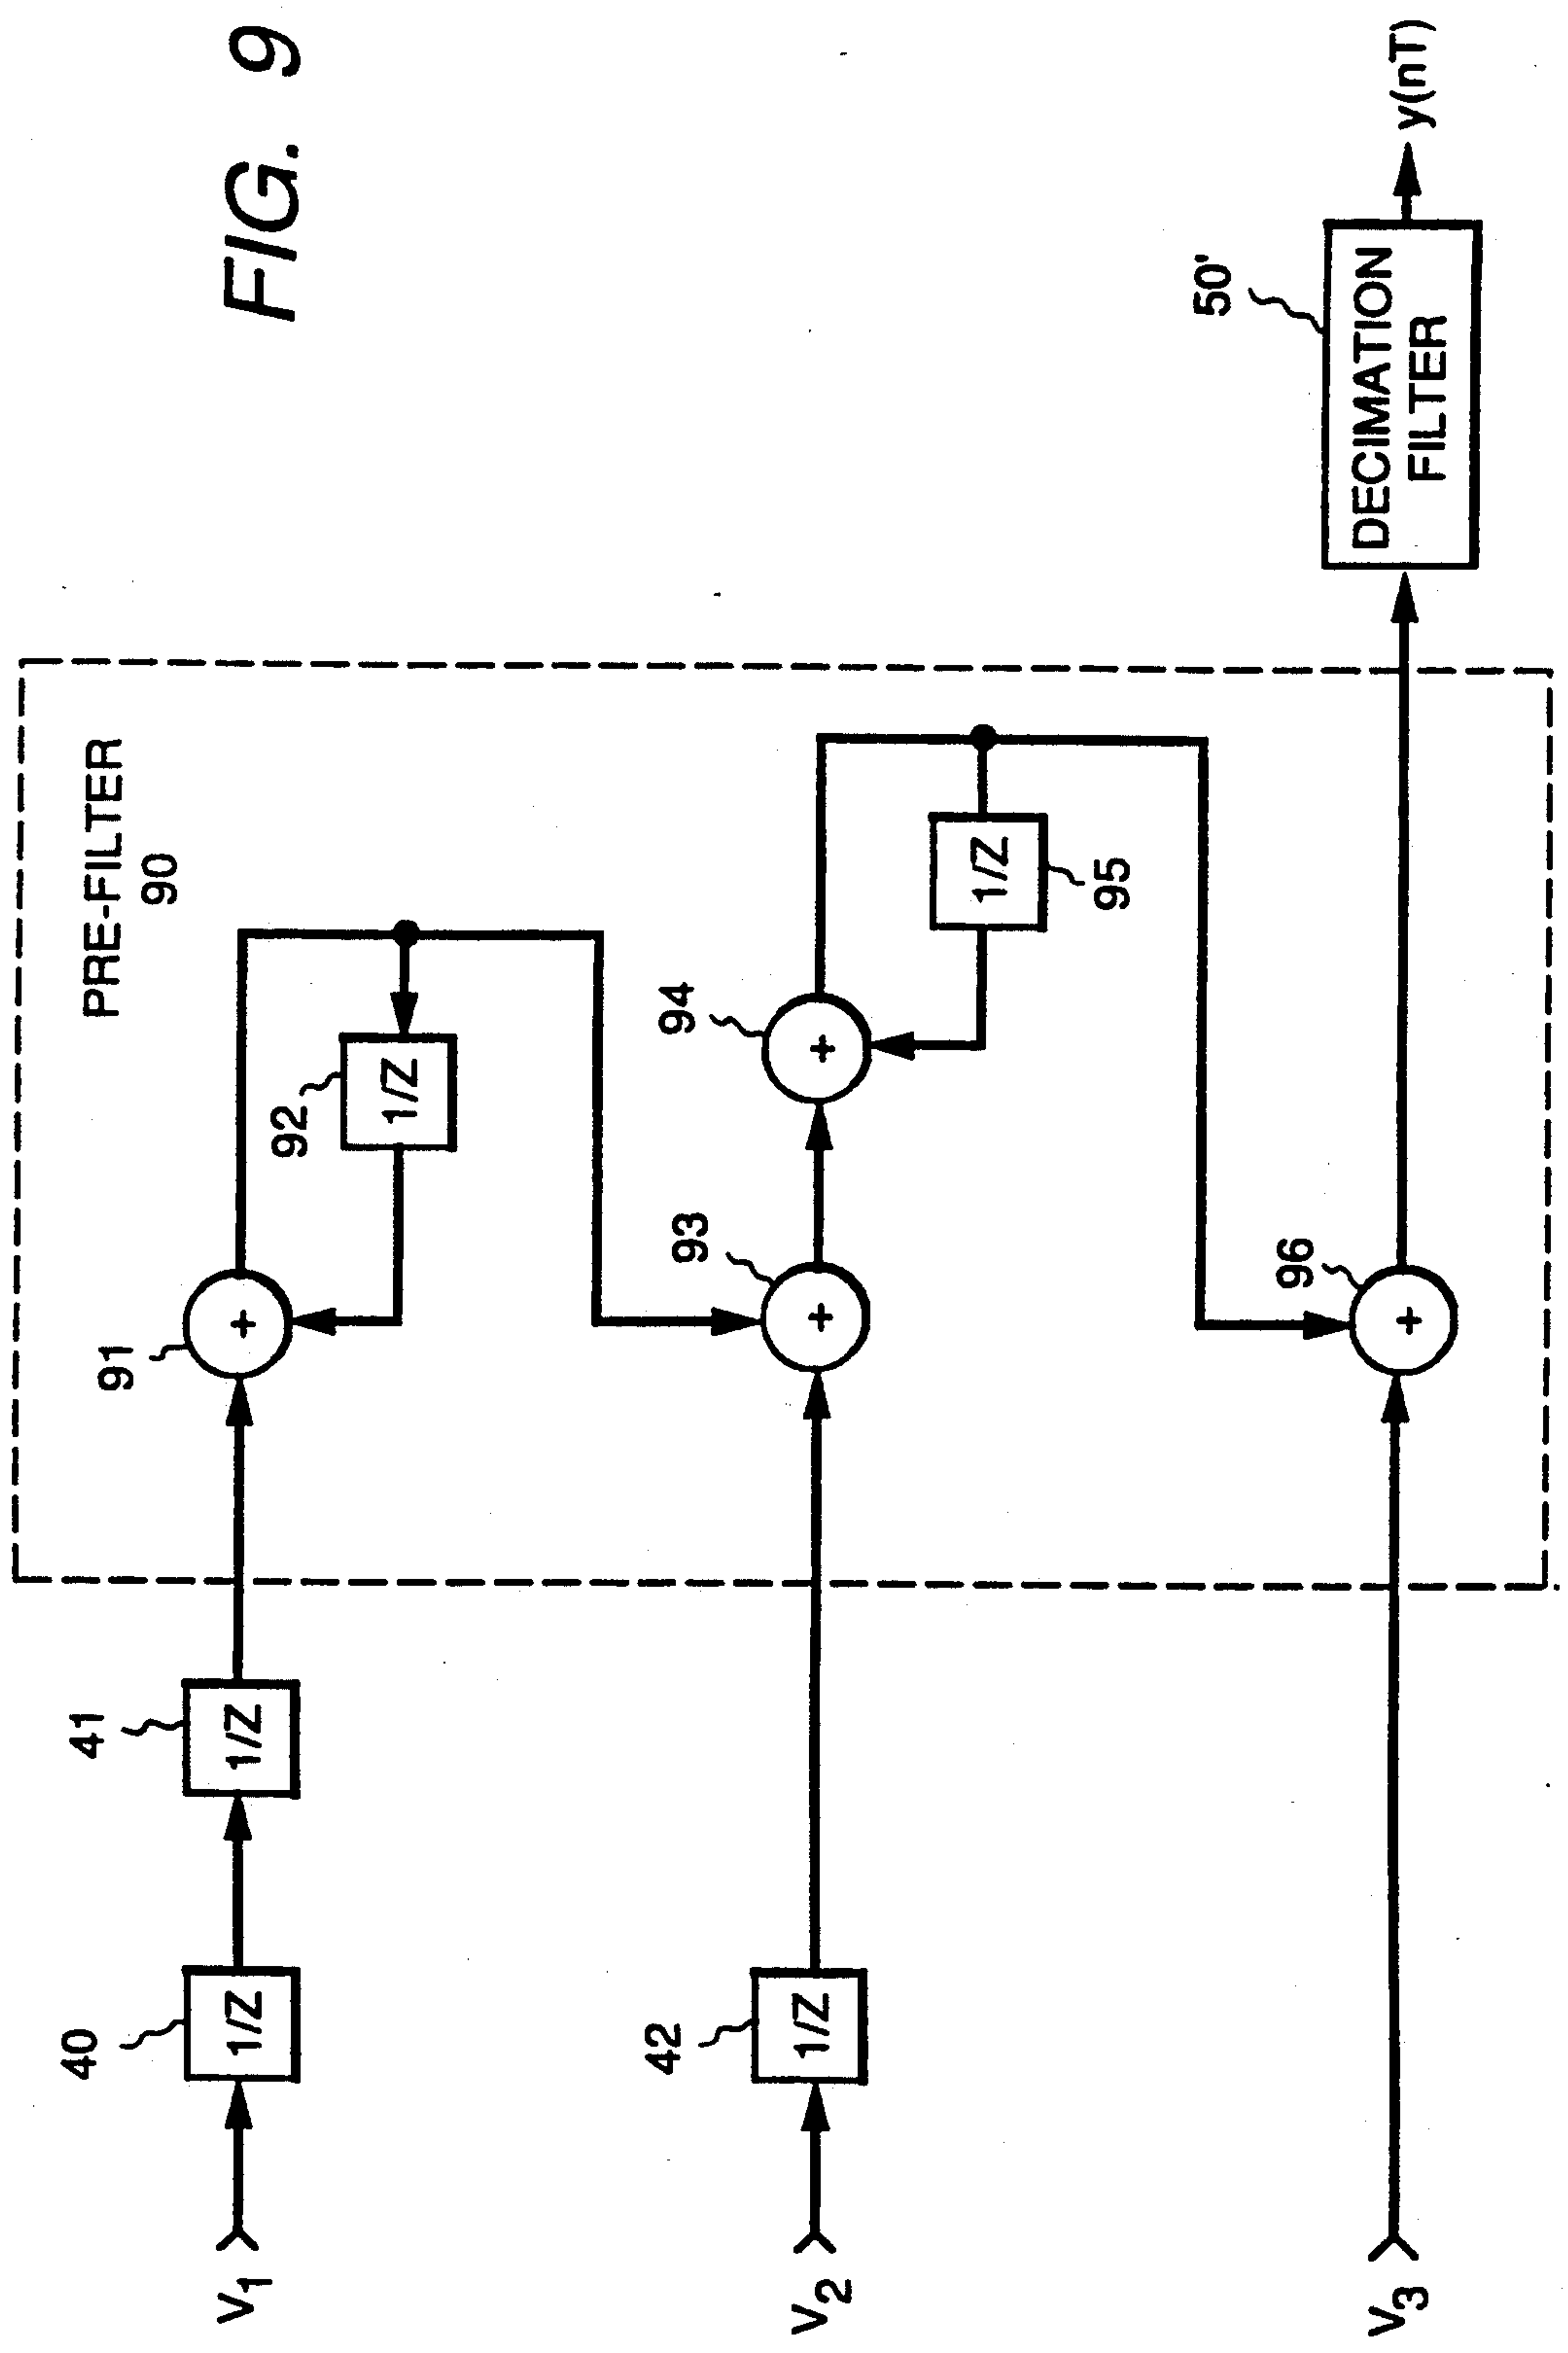 FIG. 9
PRE-FILTER
90
V1
40
1/Z
41
1/Z
91
+
92
1/Z
V2
42
1/Z
93
+
94
+
1/Z
95
V3
96
+
50'
DECIMATION
FILTER
y(nT)